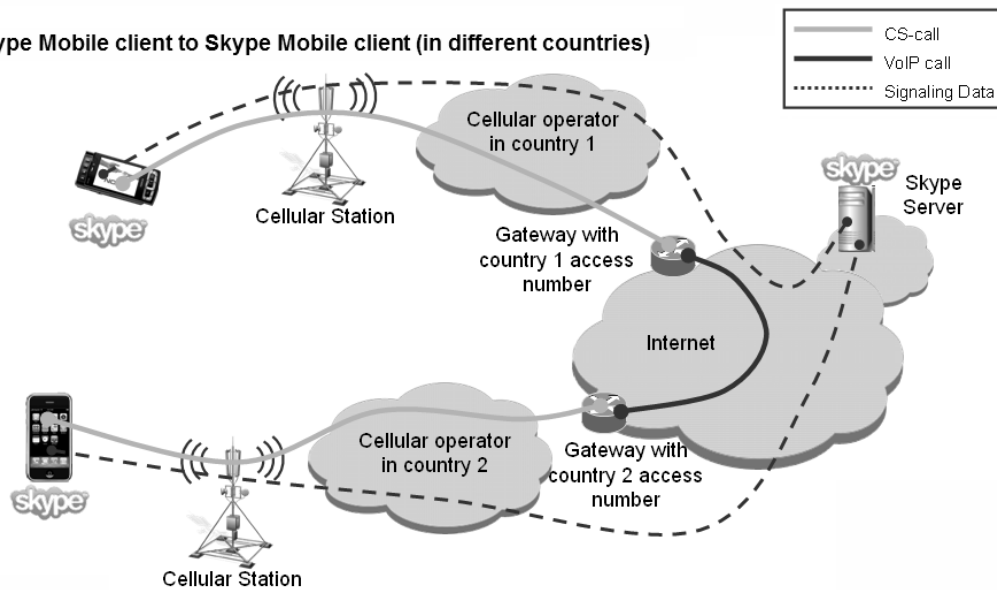 ype Mobile client to Skype Mobile client (in different countries)
CS-call
VoIP call
Signaling Data
Cellular operator
in country 1
skype
Skype
Server
skype
Cellular Station
Gateway with
country 1 access
number
Internet
Cellular operator
in country 2
Gateway with
country 2 access
number
skype
Cellular Station